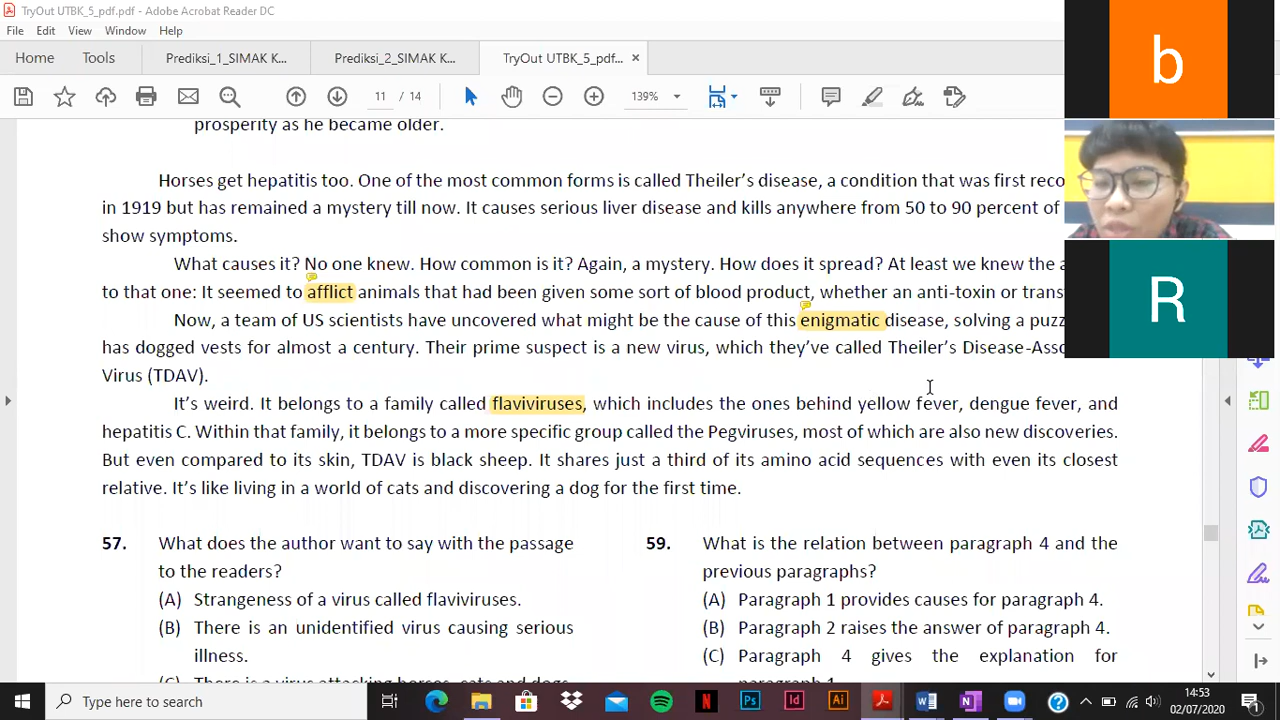 TryOut UTBK_5_pdf.pdf - Adobe Acrobat Reader DC
File Edit View Window Help
Home Tools Prediksi_1_SIMAK K... Prediksi_2_SIMAK K... TryOut UTBK_5_pdf... ×
11 / 14 139%
b
R
prosperity as he became older.
Horses get hepatitis too. One of the most common forms is called Theiler's disease, a condition that was first
in 1919 but has remained a mystery till now. It causes serious liver disease and kills anywhere from 50 to 90 percent of
show symptoms.
What causes it? No one knew. How common is it? Again, a mystery. How does it spread? At least we knew the
to that one: It seemed to afflict animals that had been given some sort of blood product, whether an anti-toxin or
Now, a team of US scientists have uncovered what might be the cause of this enigmatic disease, solving a
has dogged vests for almost a century. Their prime suspect is a new virus, which they've called Theiler's
Virus (TDAV).
It's weird. It belongs to a family called flaviviruses, which includes the ones behind yellow fever, dengue fever, and
hepatitis C. Within that family, it belongs to a more specific group called the Pegviruses, most of which are also new discoveries.
But even compared to its skin, TDAV is black sheep. It shares just a third of its amino acid sequences with even its closest
relative. It's like living in a world of cats and discovering a dog for the first time.
57. What does the author want to say with the passage
to the readers?
(A) Strangeness of a virus called flaviviruses.
(B) There is an unidentified virus causing serious
illness.
(C) There is a virus attacking horses, cats and dogs
59. What is the relation between paragraph 4 and the
previous paragraphs?
(A) Paragraph 1 provides causes for paragraph 4.
(B) Paragraph 2 raises the answer of paragraph 4.
(C) Paragraph 4 gives the explanation for
paragraph 1.
Type here to search
14:53
02/07/2020